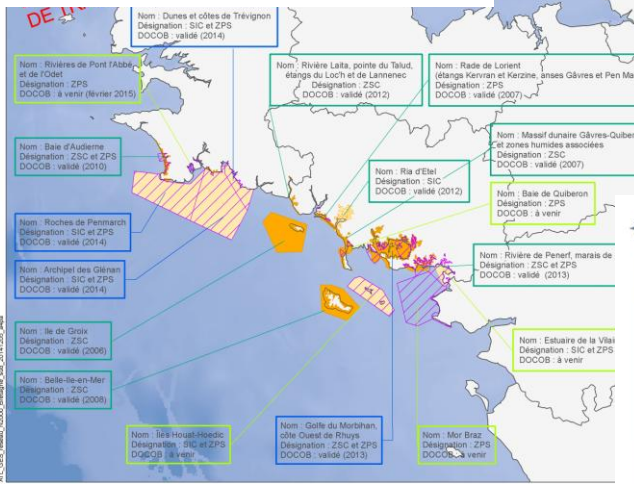 Nom : Dunes et côtes de Trévignon
Désignation : SIC et ZPS
DOCOB : validé (2014)
Nom : Rivières de Pont l'Abbé
et de l'Odet
Désignation : ZPS
DOCOB : à venir (février 2015)
Nom : Rivière Laita, pointe du Talud,
étangs du Loc'h et de Lannenec
Désignation : ZSC
DOCOB : validé (2012)
Nom : Rade de Lorient
(étangs Kervran et Kerzine, anses Gâvres et Pen Ma
Désignation : ZPS
DOCOB : validé (2007)
Nom : Massif dunaire Gâvres-Quiber
et zones humides associées
Désignation : ZSC
DOCOB : validé (2007)
Nom : Baie d'Audierne
Désignation : ZSC et ZPS
DOCOB : validé (2010)
Nom : Ria d'Etel
Désignation : SIC
DOCOB : validé (2012)
Nom : Baie de Quiberon
Désignation : ZPS
DOCOB : à venir
Nom : Roches de Penmarch
Désignation : SIC et ZPS
DOCOB : validé (2014)
Nom : Rivière de Penerf, marais de
Désignation : ZSC et ZPS
DOCOB : validé (2013)
Nom : Archipel des Glénan
Désignation : SIC et ZPS
DOCOB : validé (2014)
Nom : Ile de Groix
Désignation : ZSC
DOCOB : validé (2006)
Nom : Estuaire de la Vilai
Désignation : SIC et ZPS
DOCOB : à venir
Nom : Belle-Ile-en-Mer
Désignation : ZSC
DOCOB : validé (2008)
Nom : Iles Houat-Hoedic
Désignation : SIC et ZPS
DOCOB : à venir
Nom : Golfe du Morbihan,
côte Ouest de Rhuys
Désignation : ZSC et ZPS
DOCOB : validé (2013)
Nom : Mor Braz
Désignation : ZPS
DOCOB : à venir